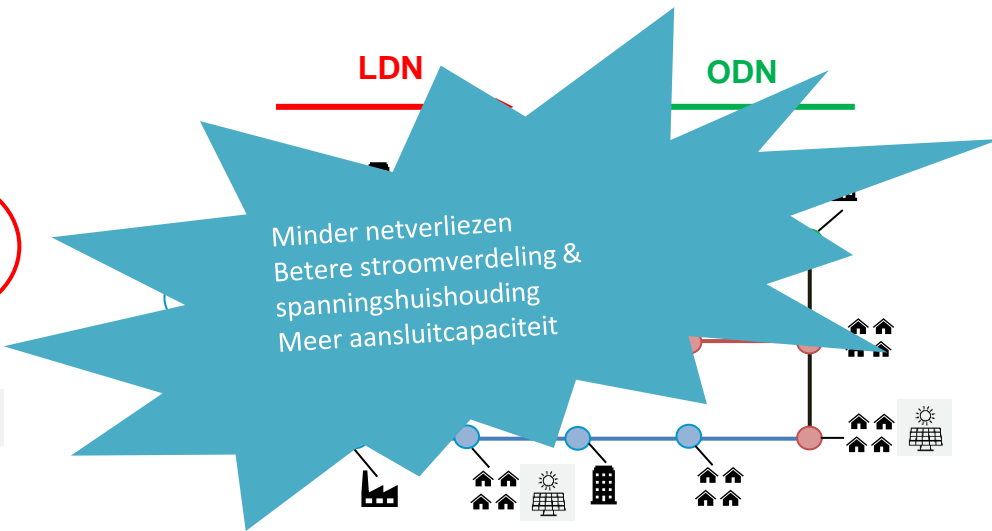 LDN
ODN
Minder netverliezen
Betere stroomverdeling &
spanningshuishouding
Meer aansluitcapaciteit